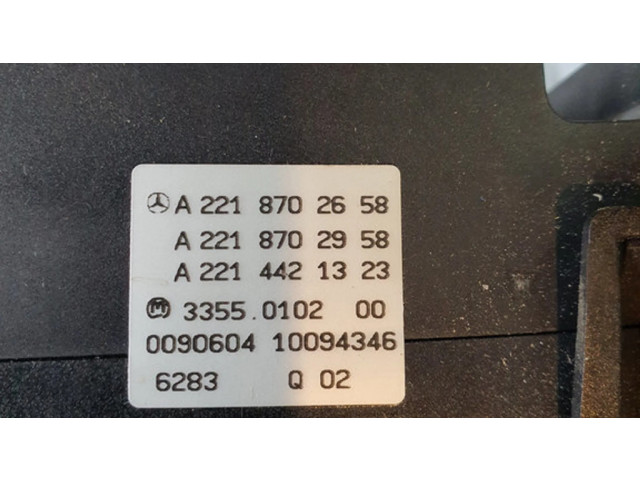 A 221 870 26 58
A 221 870 29 58
A 221 442 13 23
M 3355.0102 00
0090604 10094346
6283 Q 02